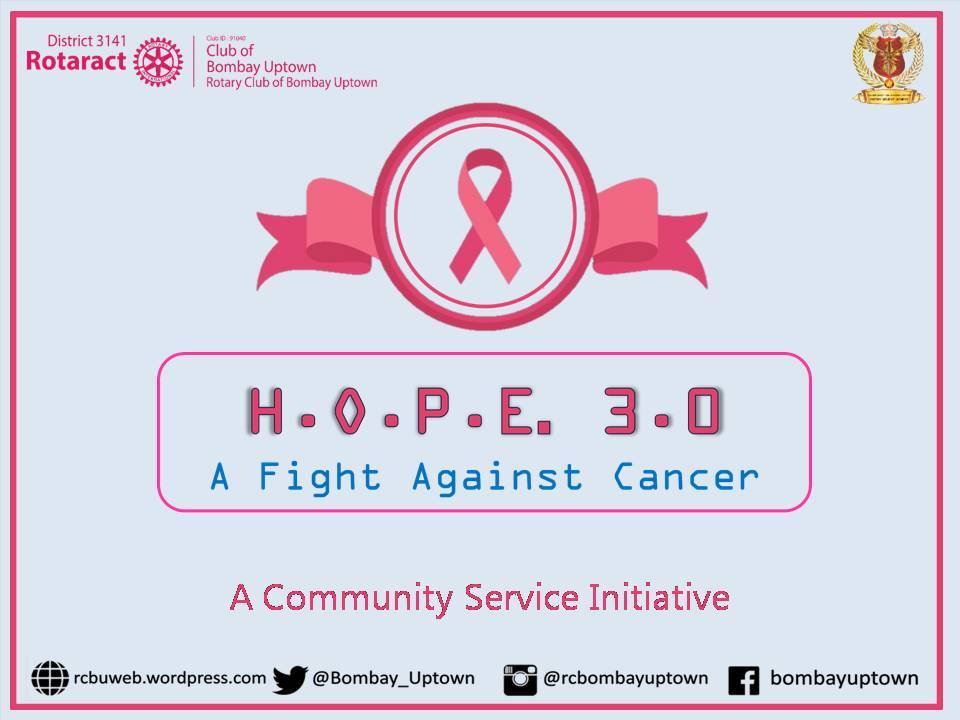 District 3141
Rotaract
Club ID : 91040
Club of
Bombay Uptown
Rotary Club of Bombay Uptown
H.O.P.E. 3.0
A Fight Against Cancer
A Community Service Initiative
rcbuweb.wordpress.com @Bombay_Uptown @rcbombayuptown bombayuptown